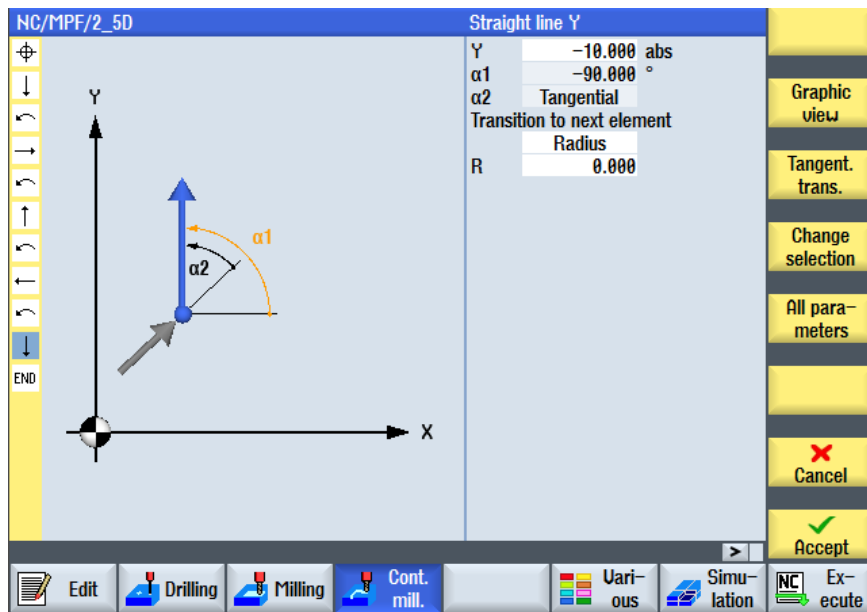 NC/MPF/2_5D
Straight line Y
Y -10.000 abs
α1 -90.000 °
α2 Tangential
Transition to next element
Radius
R 0.000
Y
α1
α2
X
END
Graphic
view
Tangent.
trans.
Change
selection
All para-
meters
Cancel
Accept
>
Edit
Drilling
Milling
Cont.
mill.
Vari-
ous
Simu-
lation
NC
Ex-
ecute